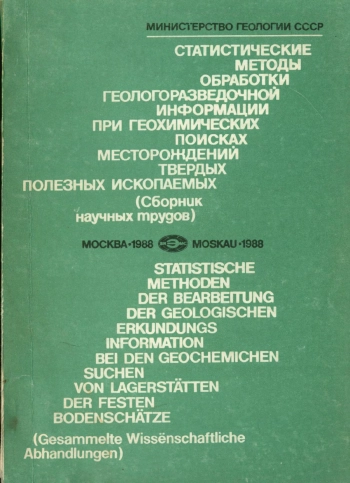 МИНИСТЕРСТВО ГЕОЛОГИИ СССР
СТАТИСТИЧЕСКИЕ
МЕТОДЫ
ОБРАБОТКИ
ГЕОЛОГОРАЗВЕДОЧНОЙ
ИНФОРМАЦИИ
ПРИ ГЕОХИМИЧЕСКИХ
ПОИСКАХ
МЕСТОРОЖДЕНИЙ
ТВЕРДЫХ
ПОЛЕЗНЫХ ИСКОПАЕМЫХ
(Сборник
научных трудов)
МОСКВА•1988 MOSKAU•1988
STATISTISCHE
METHODEN
DER BEARBEITUNG
DER GEOLOGISCHEN
ERKUNDUNGS
INFORMATION
BEI DEN GEOCHEMICHEN
SUCHEN
VON LAGERSTÄTTEN
DER FESTEN
BODENSCHÄTZE
(Gesammelte Wissënschaftliche
Abhandlungen)